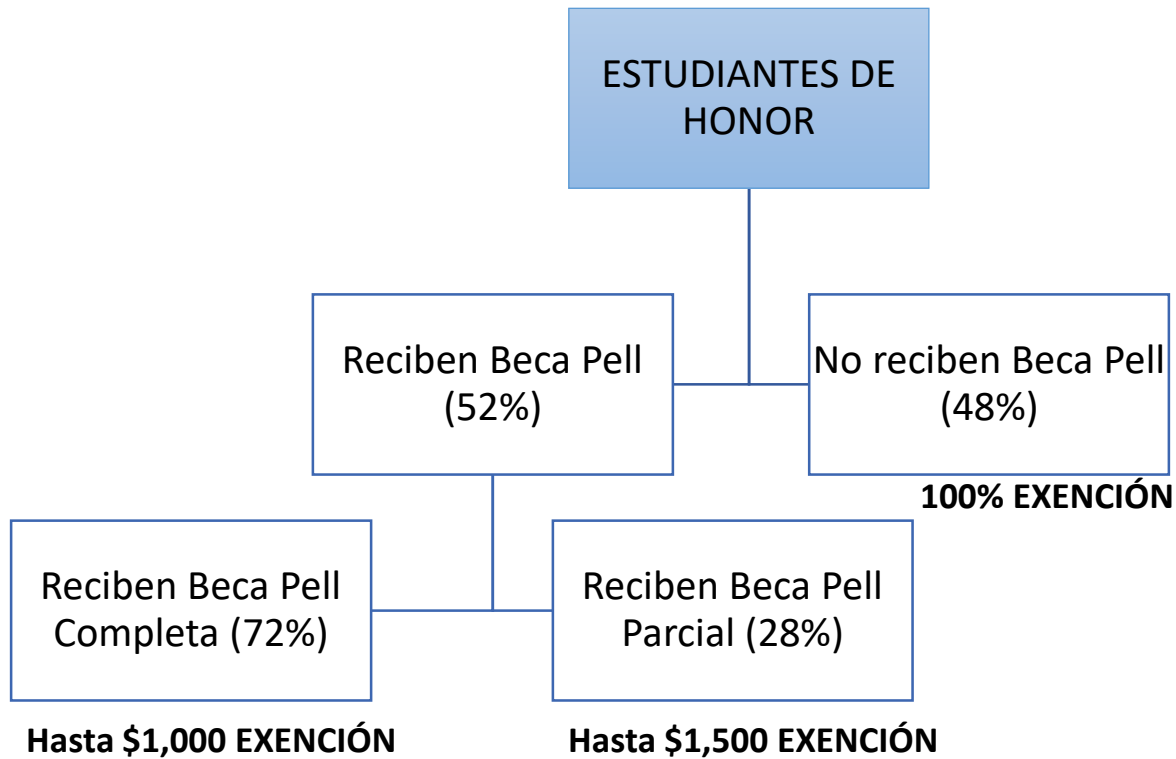 ESTUDIANTES DE
HONOR
Reciben Beca Pell
(52%)
No reciben Beca Pell
(48%)
100% EXENCIÓN
Reciben Beca Pell
Completa (72%)
Reciben Beca Pell
Parcial (28%)
Hasta $1,000 EXENCIÓN
Hasta $1,500 EXENCIÓN